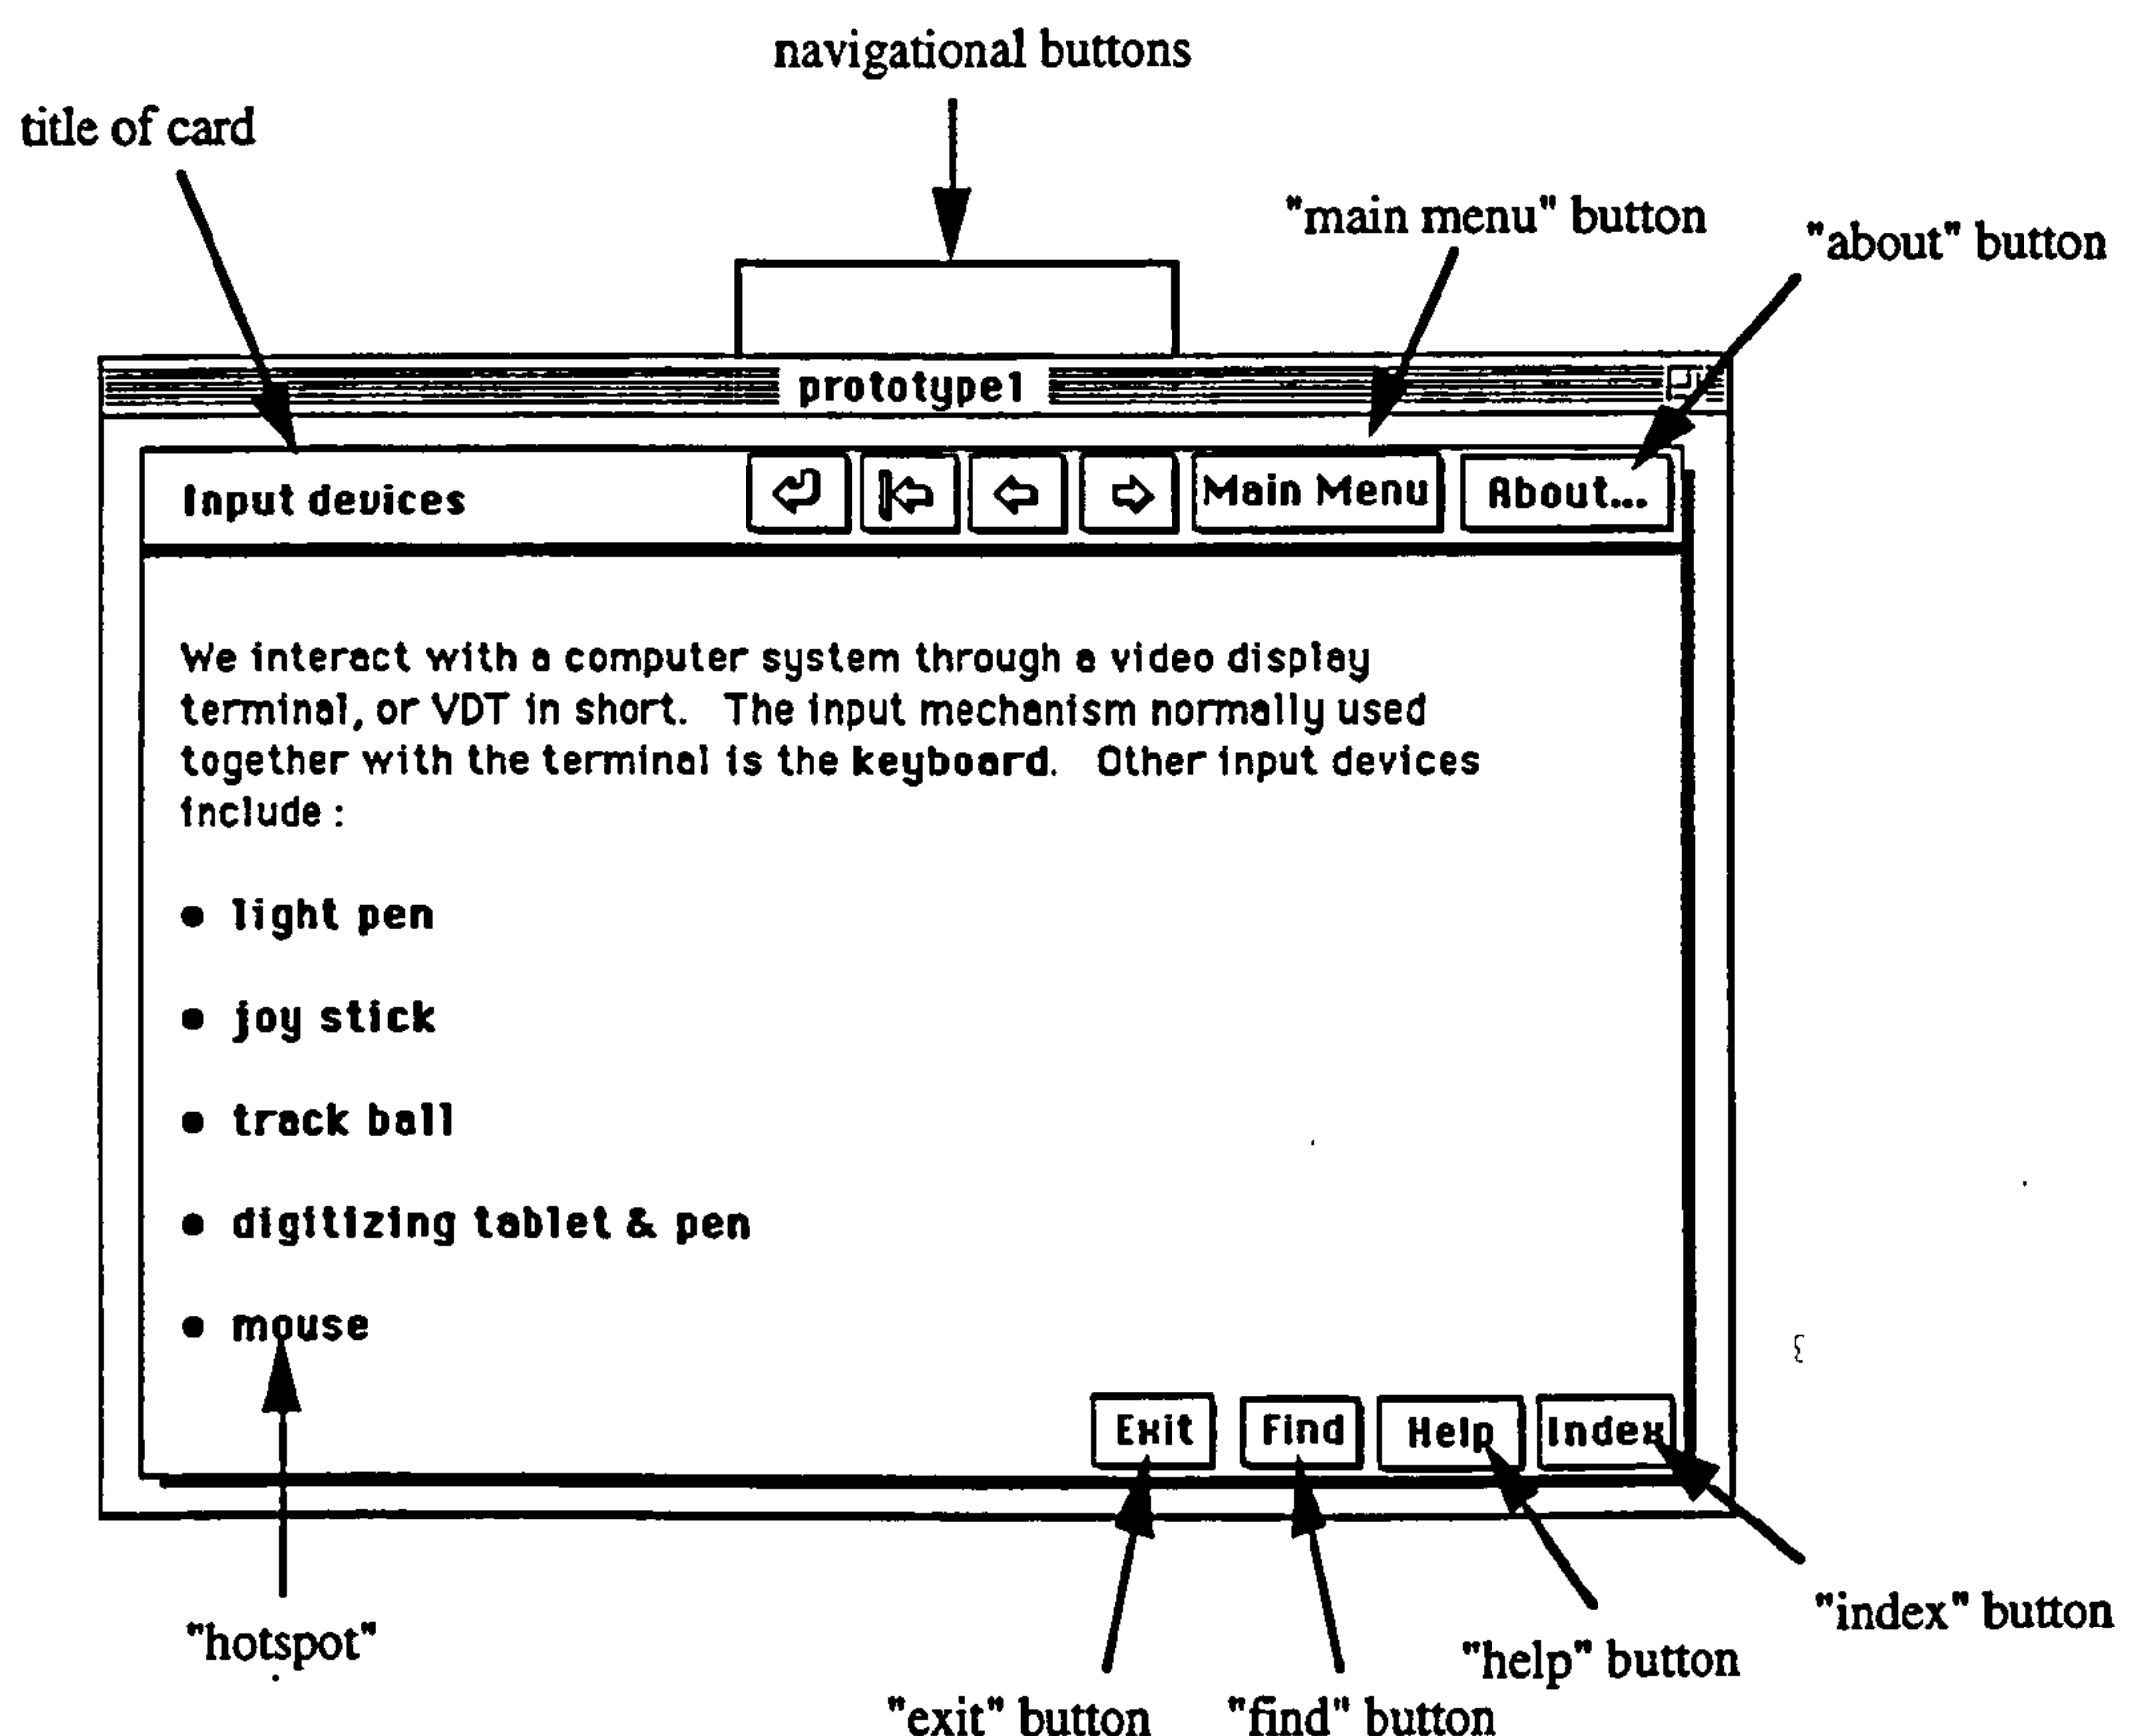 navigational buttons
title of card
"main menu" button
"about" button
prototype1
Input devices
Main Menu
About...
We interact with a computer system through a video display
terminal, or VDT in short. The input mechanism normally used
together with the terminal is the keyboard. Other input devices
include :
• light pen
• joy stick
• track ball
• digitizing tablet & pen
• mouse
Exit
Find
Help
Index
"hotspot"
"exit" button
"find" button
"help" button
"index" button